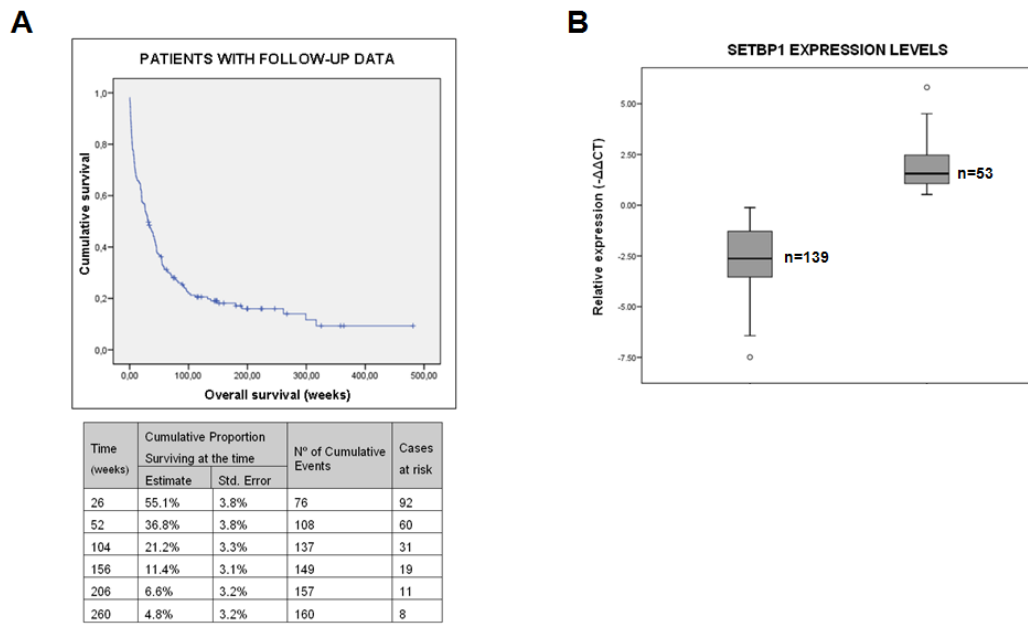 A
PATIENTS WITH FOLLOW-UP DATA
Cumulative survival
1,0
0,8
0,6
0,4
0,2
0,0
0,00 100,00 200,00 300,00 400,00 500,00
Overall survival (weeks)
Time (weeks) Cumulative Proportion Surviving at the time Nº of Cumulative Events Cases at risk
Estimate Std. Error
26 55.1% 3.8% 76 92
52 36.8% 3.8% 108 60
104 21.2% 3.3% 137 31
156 11.4% 3.1% 149 19
206 6.6% 3.2% 157 11
260 4.8% 3.2% 160 8
B
SETBP1 EXPRESSION LEVELS
Relative expression (-ΔΔCT)
5.00
2.50
0.00
-2.50
-5.00
-7.50
n=139
n=53